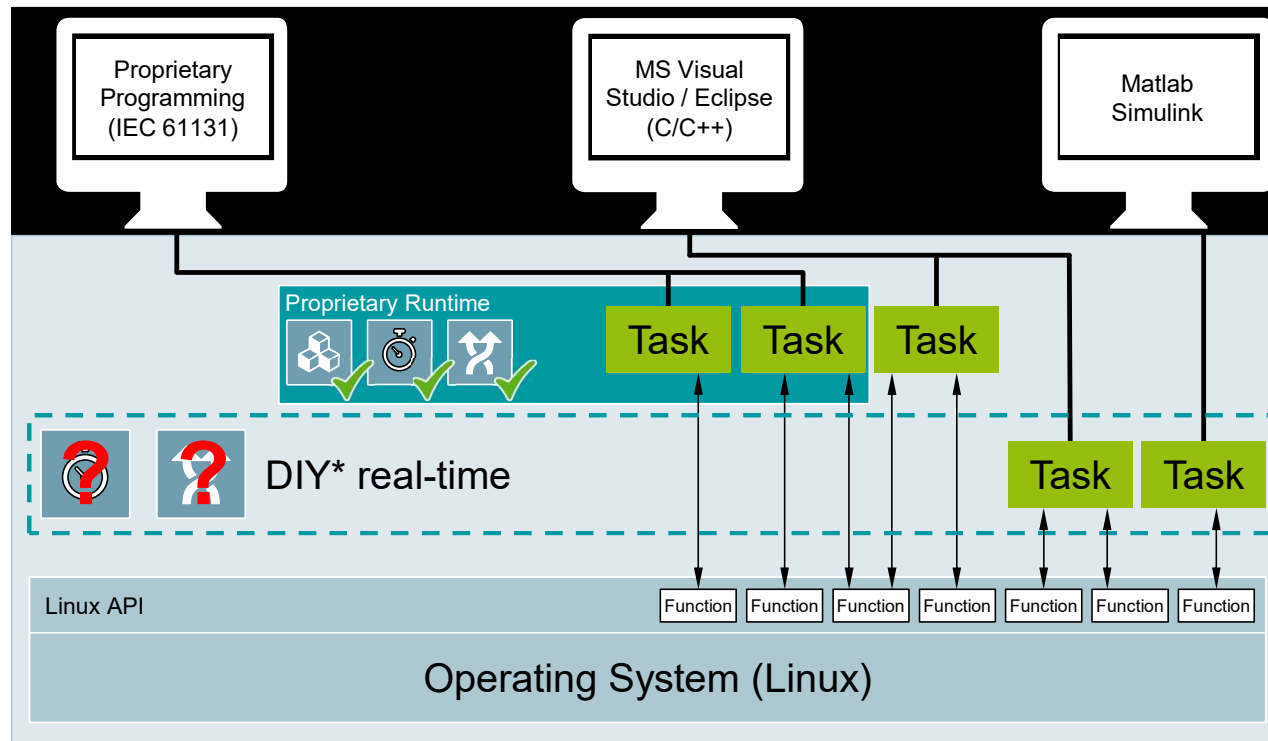 Proprietary
Programming
(IEC 61131)
MS Visual
Studio / Eclipse
(C/C++)
Matlab
Simulink
Proprietary Runtime
Task
Task
Task
? ? DIY* real-time
Task
Task
Linux API
Function
Function
Function
Function
Function
Function
Function
Operating System (Linux)